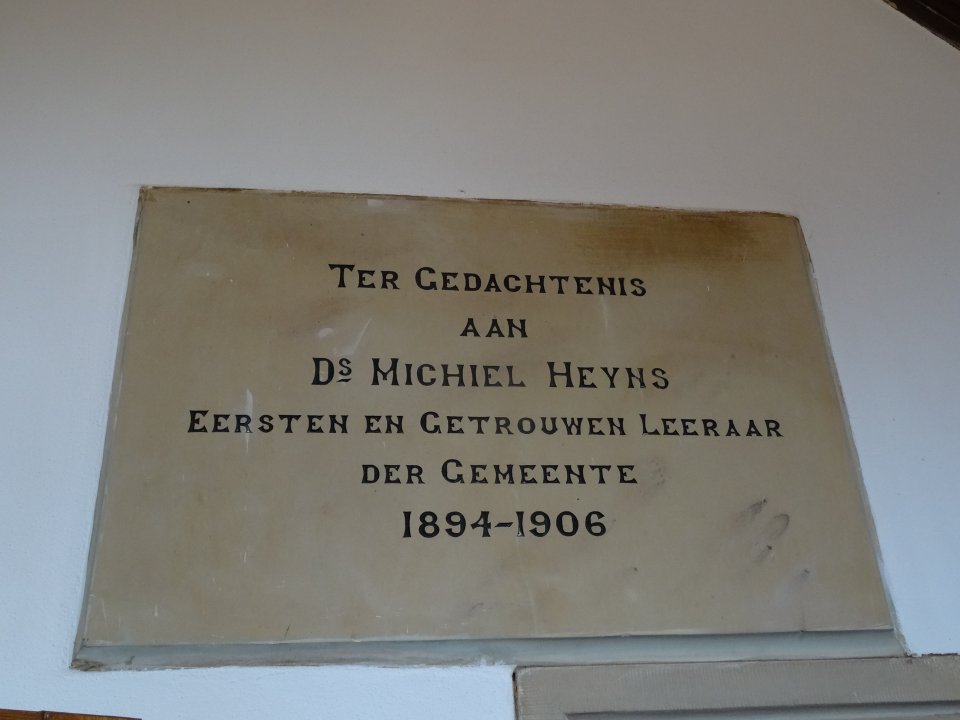 Ter Gedachtenis
aan
Ds Michiel Heyns
Eersten en Getrouwen Leeraar
der Gemeente
1894-1906